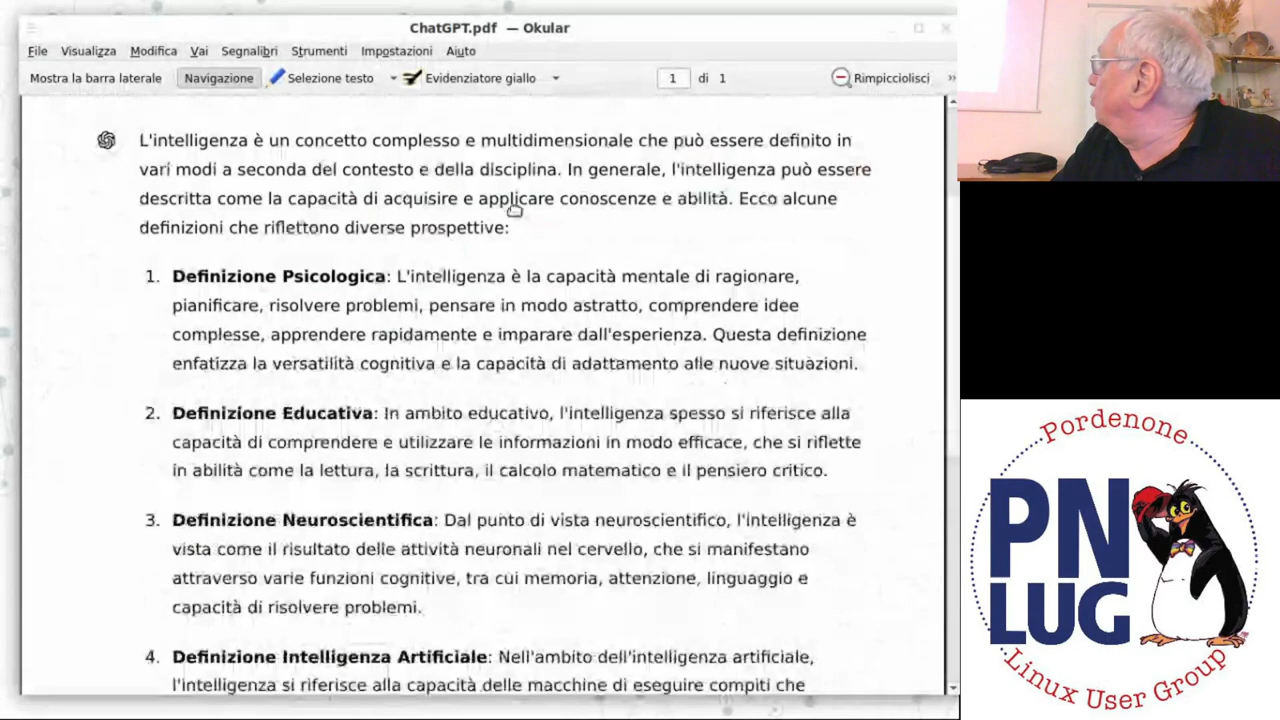 ChatGPT.pdf — Okular
File Visualizza Modifica Vai Segnalibri Strumenti Impostazioni Aiuto
Mostra la barra laterale Navigazione Selezione testo Evidenziatore giallo 1 di 1 Rimpicciolisci »
L'intelligenza è un concetto complesso e multidimensionale che può essere definito in
vari modi a seconda del contesto e della disciplina. In generale, l'intelligenza può essere
descritta come la capacità di acquisire e applicare conoscenze e abilità. Ecco alcune
definizioni che riflettono diverse prospettive:
1. Definizione Psicologica: L'intelligenza è la capacità mentale di ragionare,
pianificare, risolvere problemi, pensare in modo astratto, comprendere idee
complesse, apprendere rapidamente e imparare dall'esperienza. Questa definizione
enfatizza la versatilità cognitiva e la capacità di adattamento alle nuove situazioni.
2. Definizione Educativa: In ambito educativo, l'intelligenza spesso si riferisce alla
capacità di comprendere e utilizzare le informazioni in modo efficace, che si riflette
in abilità come la lettura, la scrittura, il calcolo matematico e il pensiero critico.
3. Definizione Neuroscientifica: Dal punto di vista neuroscientifico, l'intelligenza è
vista come il risultato delle attività neuronali nel cervello, che si manifestano
attraverso varie funzioni cognitive, tra cui memoria, attenzione, linguaggio e
capacità di risolvere problemi.
4. Definizione Intelligenza Artificiale: Nell'ambito dell'intelligenza artificiale,
l'intelligenza si riferisce alla capacità delle macchine di eseguire compiti che
Pordenone
PN
LUG
Linux User Group